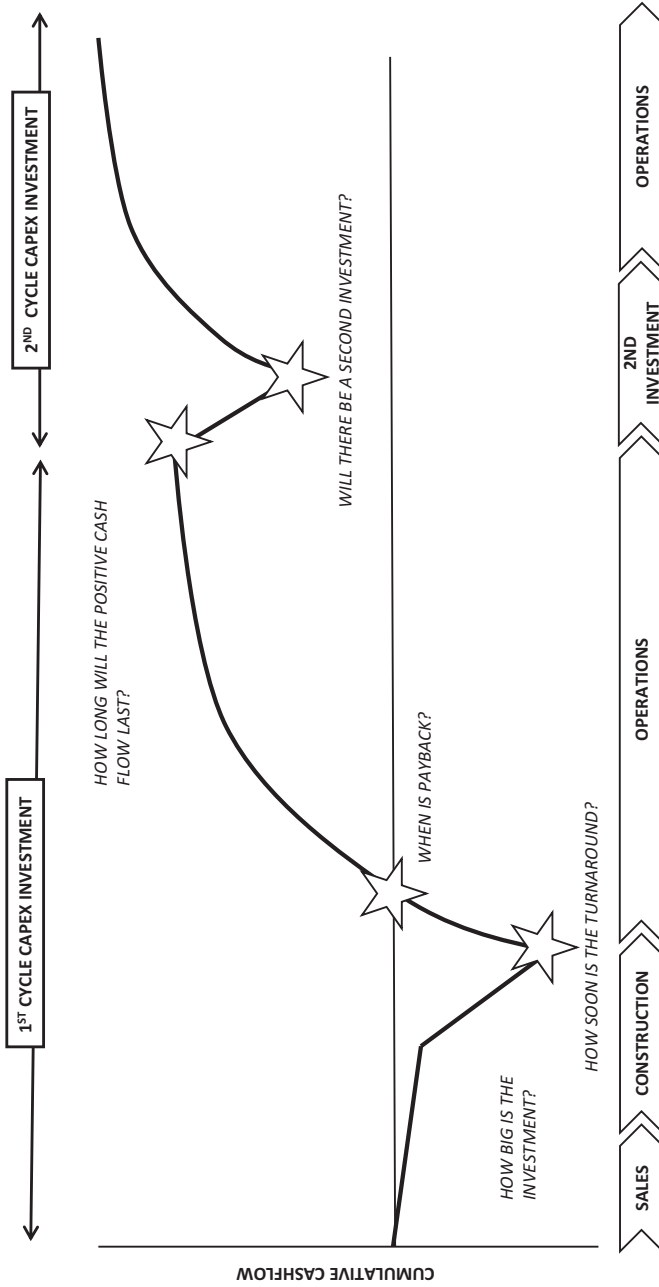 1ST CYCLE CAPEX INVESTMENT
2ND CYCLE CAPEX INVESTMENT
CUMULATIVE CASHFLOW
HOW LONG WILL THE POSITIVE CASH
FLOW LAST?
WILL THERE BE A SECOND INVESTMENT?
WHEN IS PAYBACK?
HOW BIG IS THE
INVESTMENT?
HOW SOON IS THE TURNAROUND?
SALES
CONSTRUCTION
OPERATIONS
2ND
INVESTMENT
OPERATIONS